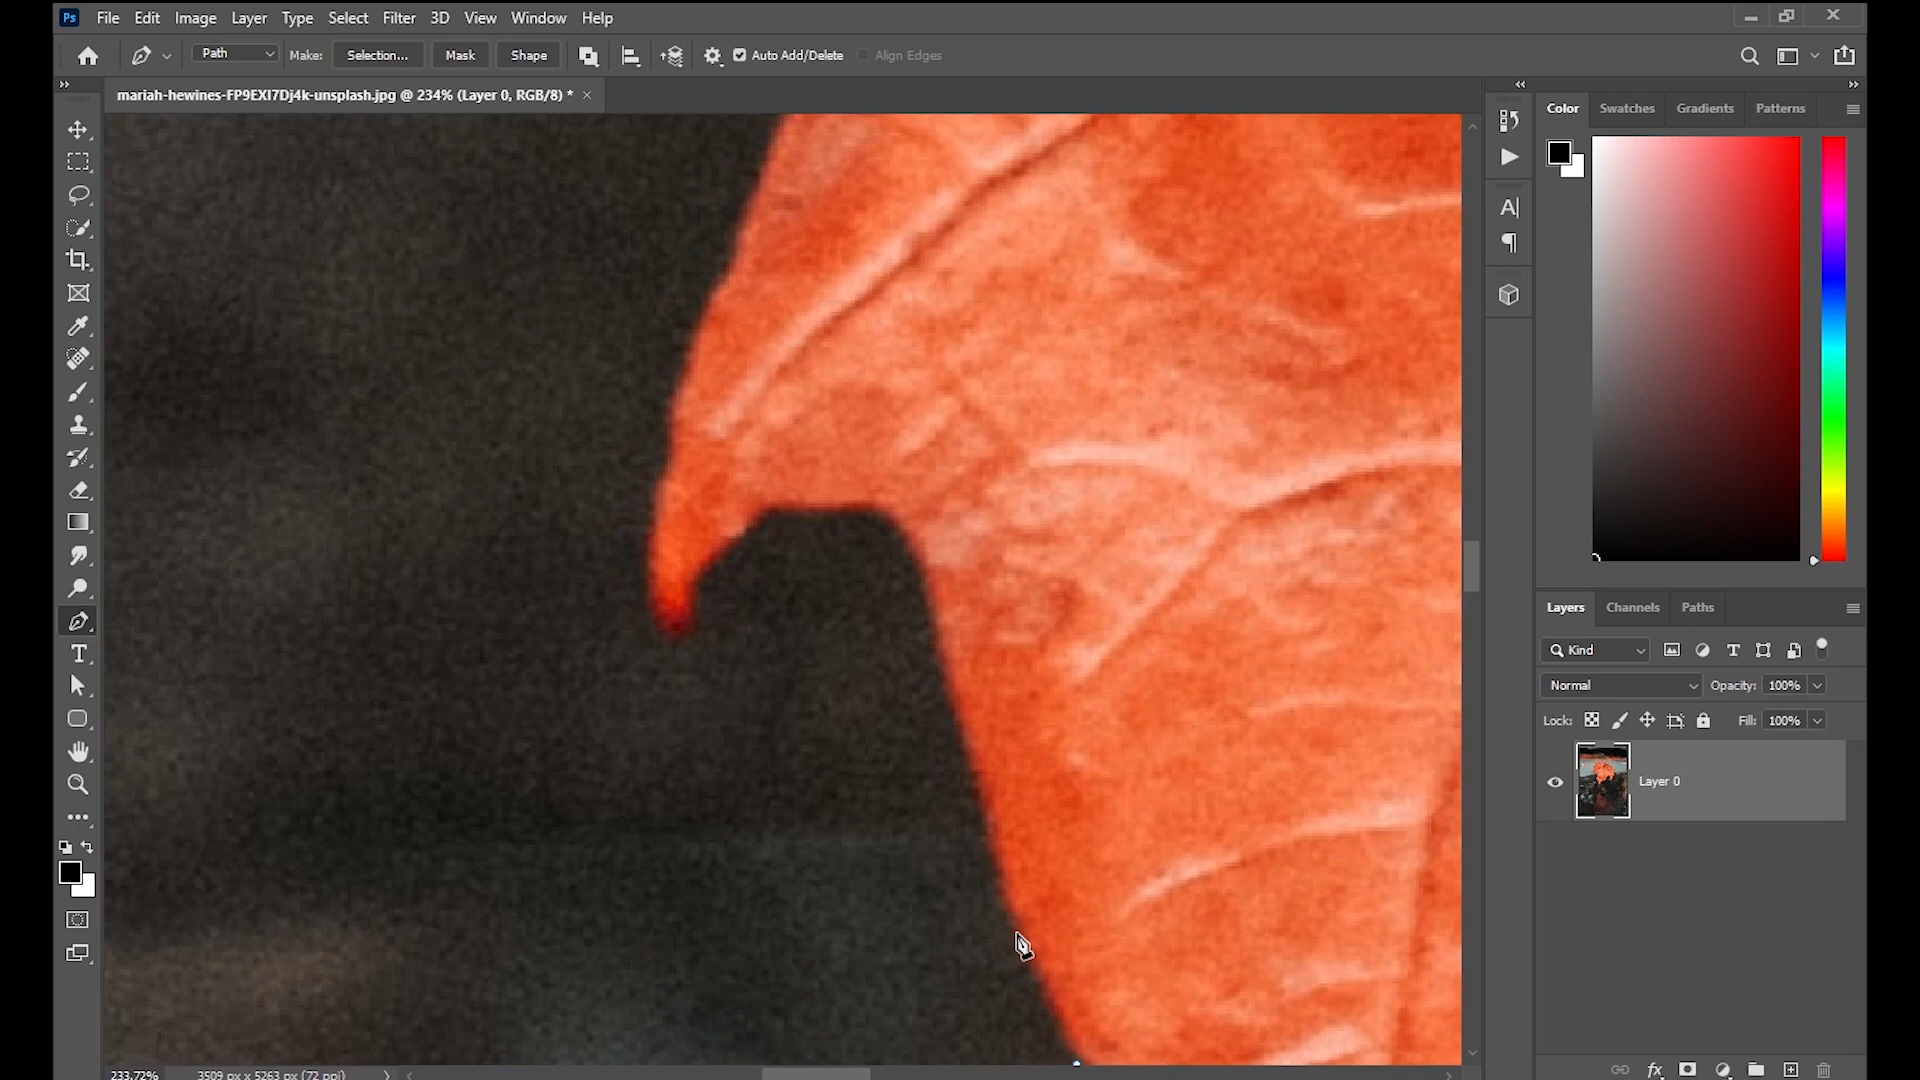 Ps File Edit Image Layer Type Select Filter 3D View Window Help
Path Make: Selection... Mask Shape Auto Add/Delete Align Edges
mariah-hewines-FP9EXI7Dj4k-unsplash.jpg @ 234% (Layer 0, RGB/8) * ×
Color Swatches Gradients Patterns
Layers Channels Paths
Kind
Normal Opacity: 100%
Lock: Fill: 100%
Layer 0
233.72% 3509 px x 5263 px (72 ppi)